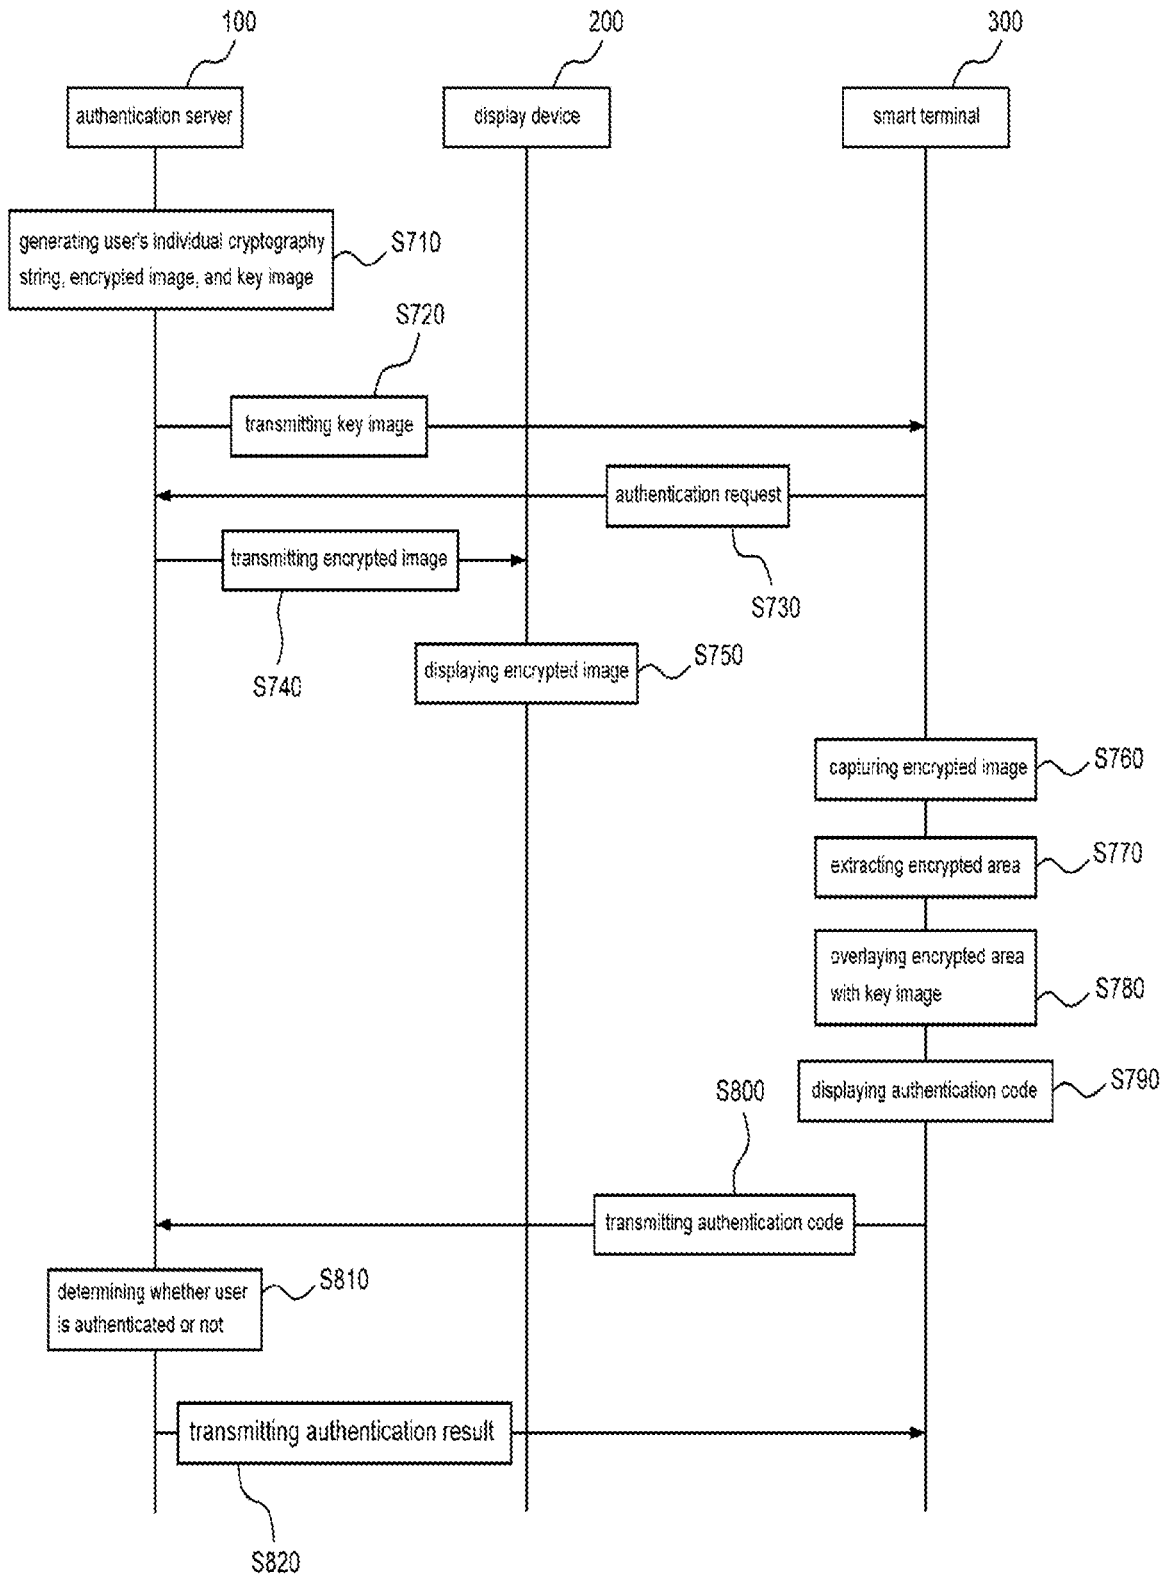 100
200
300
authentication server
display device
smart terminal
generating user's individual cryptography
string, encrypted image, and key image
S710
S720
transmitting key image
authentication request
S730
transmitting encrypted image
S740
displaying encrypted image
S750
capturing encrypted image
S760
extracting encrypted area
S770
overlaying encrypted area
with key image
S780
displaying authentication code
S790
S800
transmitting authentication code
determining whether user
is authenticated or not
S810
transmitting authentication result
S820